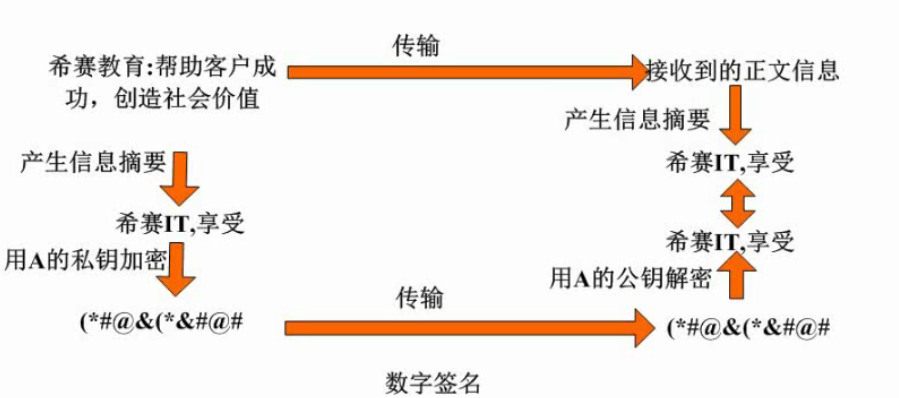 传输
希赛教育:帮助客户成
功，创造社会价值
接收到的正文信息
产生信息摘要
产生信息摘要
希赛IT,享受
希赛IT,享受
希赛IT,享受
用A的私钥加密
用A的公钥解密
传输
(*#@&(*&#@#
(*#@&(*&#@#
数字签名